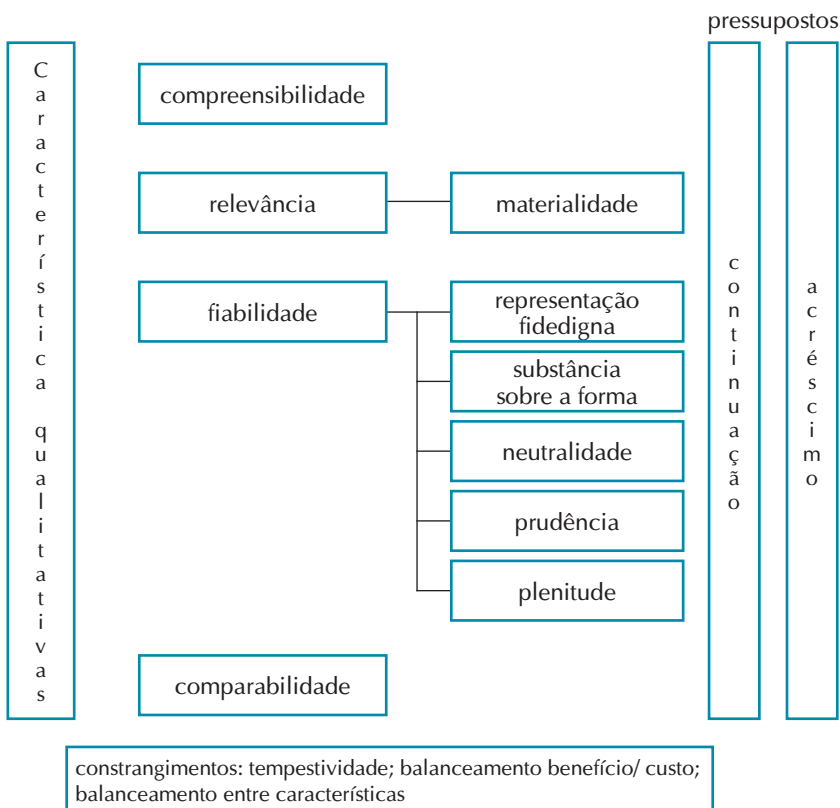 pressupostos
Característica qualitativas
compreensibilidade
relevância
materialidade
fiabilidade
representação
fidedigna
substância
sobre a forma
neutralidade
prudência
plenitude
comparabilidade
continuação
acréscimo
constrangimentos: tempestividade; balanceamento benefício/ custo;
balanceamento entre características